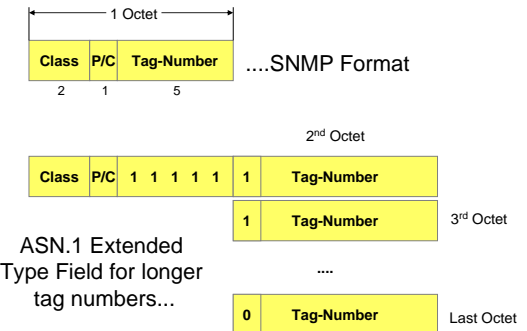 1 Octet
Class P/C Tag-Number ....SNMP Format
2 1 5
2nd Octet
Class P/C 1 1 1 1 1 1 Tag-Number
1 Tag-Number 3rd Octet
ASN.1 Extended
Type Field for longer
tag numbers...
....
0 Tag-Number Last Octet